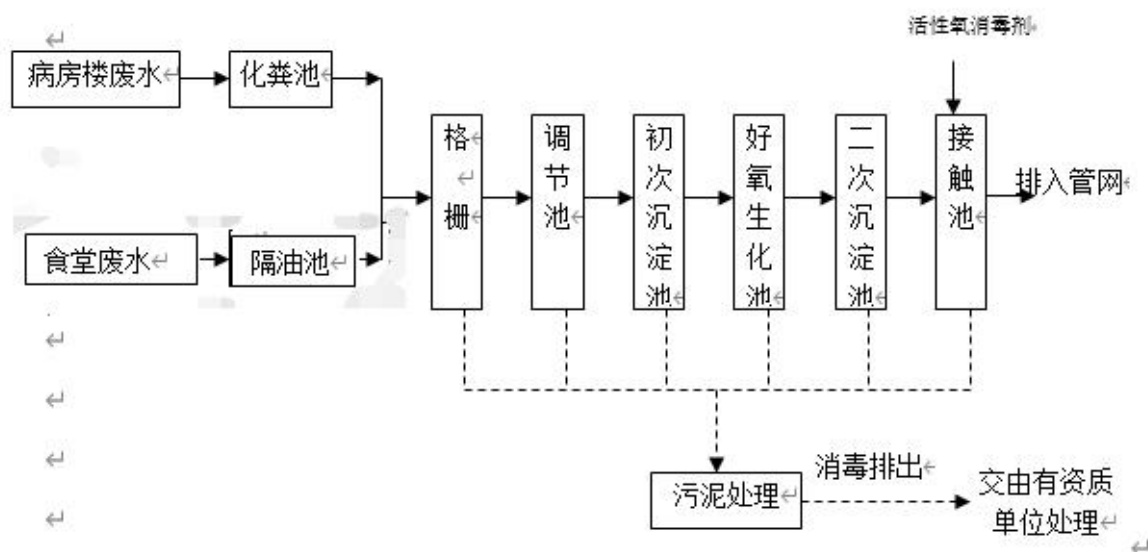 活性氧消毒剂
病房楼废水
化粪池
格栅
调节池
初次沉淀池
好氧生化池
二次沉淀池
接触池
排入管网
食堂废水
隔油池
污泥处理
消毒排出
交由有资质
单位处理